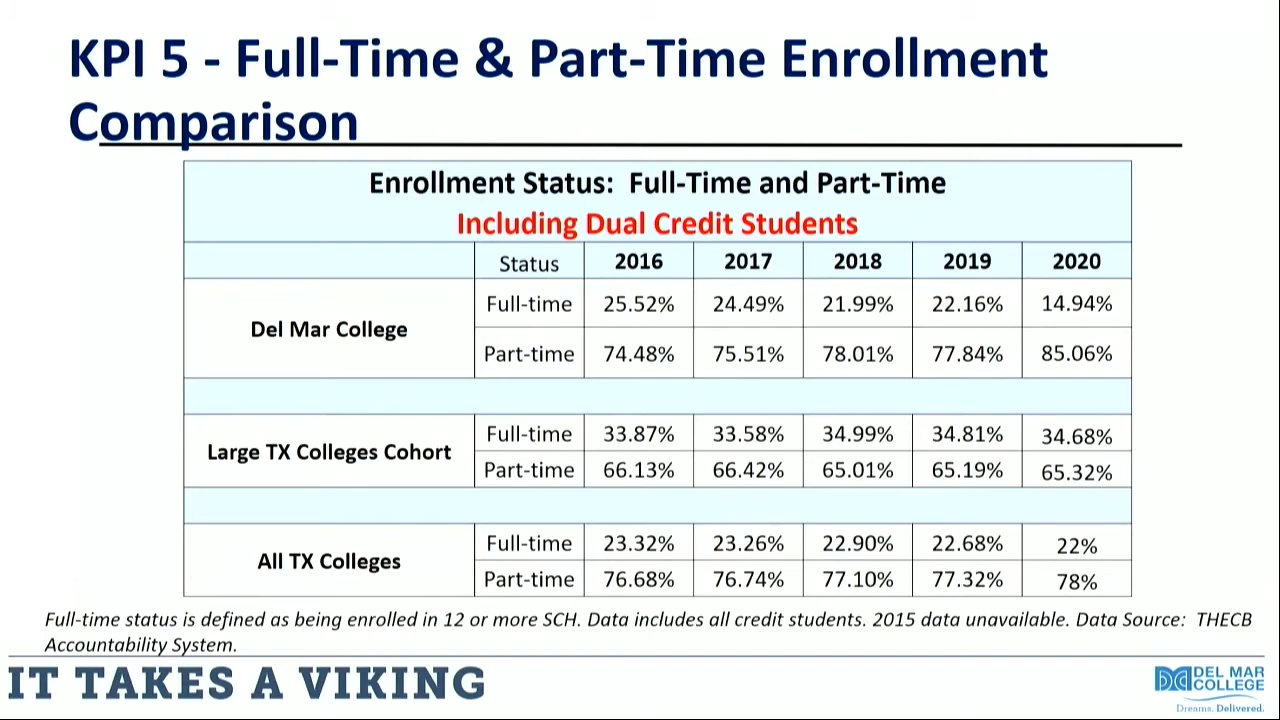 KPI 5 - Full-Time & Part-Time Enrollment
Comparison
Enrollment Status:  Full-Time and Part-Time
Including Dual Credit Students
Status 2016 2017 2018 2019 2020
Del Mar College
Full-time 25.52% 24.49% 21.99% 22.16% 14.94%
Part-time 74.48% 75.51% 78.01% 77.84% 85.06%
Large TX Colleges Cohort
Full-time 33.87% 33.58% 34.99% 34.81% 34.68%
Part-time 66.13% 66.42% 65.01% 65.19% 65.32%
All TX Colleges
Full-time 23.32% 23.26% 22.90% 22.68% 22%
Part-time 76.68% 76.74% 77.10% 77.32% 78%
Full-time status is defined as being enrolled in 12 or more SCH. Data includes all credit students. 2015 data unavailable. Data Source:  THECB
Accountability System.
IT TAKES A VIKING
DEL MAR
COLLEGE
Dreams. Delivered.